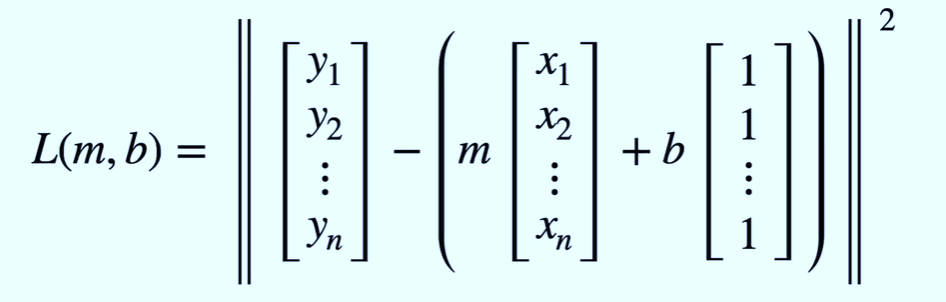 L(m, b) = ‖ [y₁ y₂ ⋮ yₙ] − ( m [x₁ x₂ ⋮ xₙ] + b [1 1 ⋮ 1] ) ‖ ²